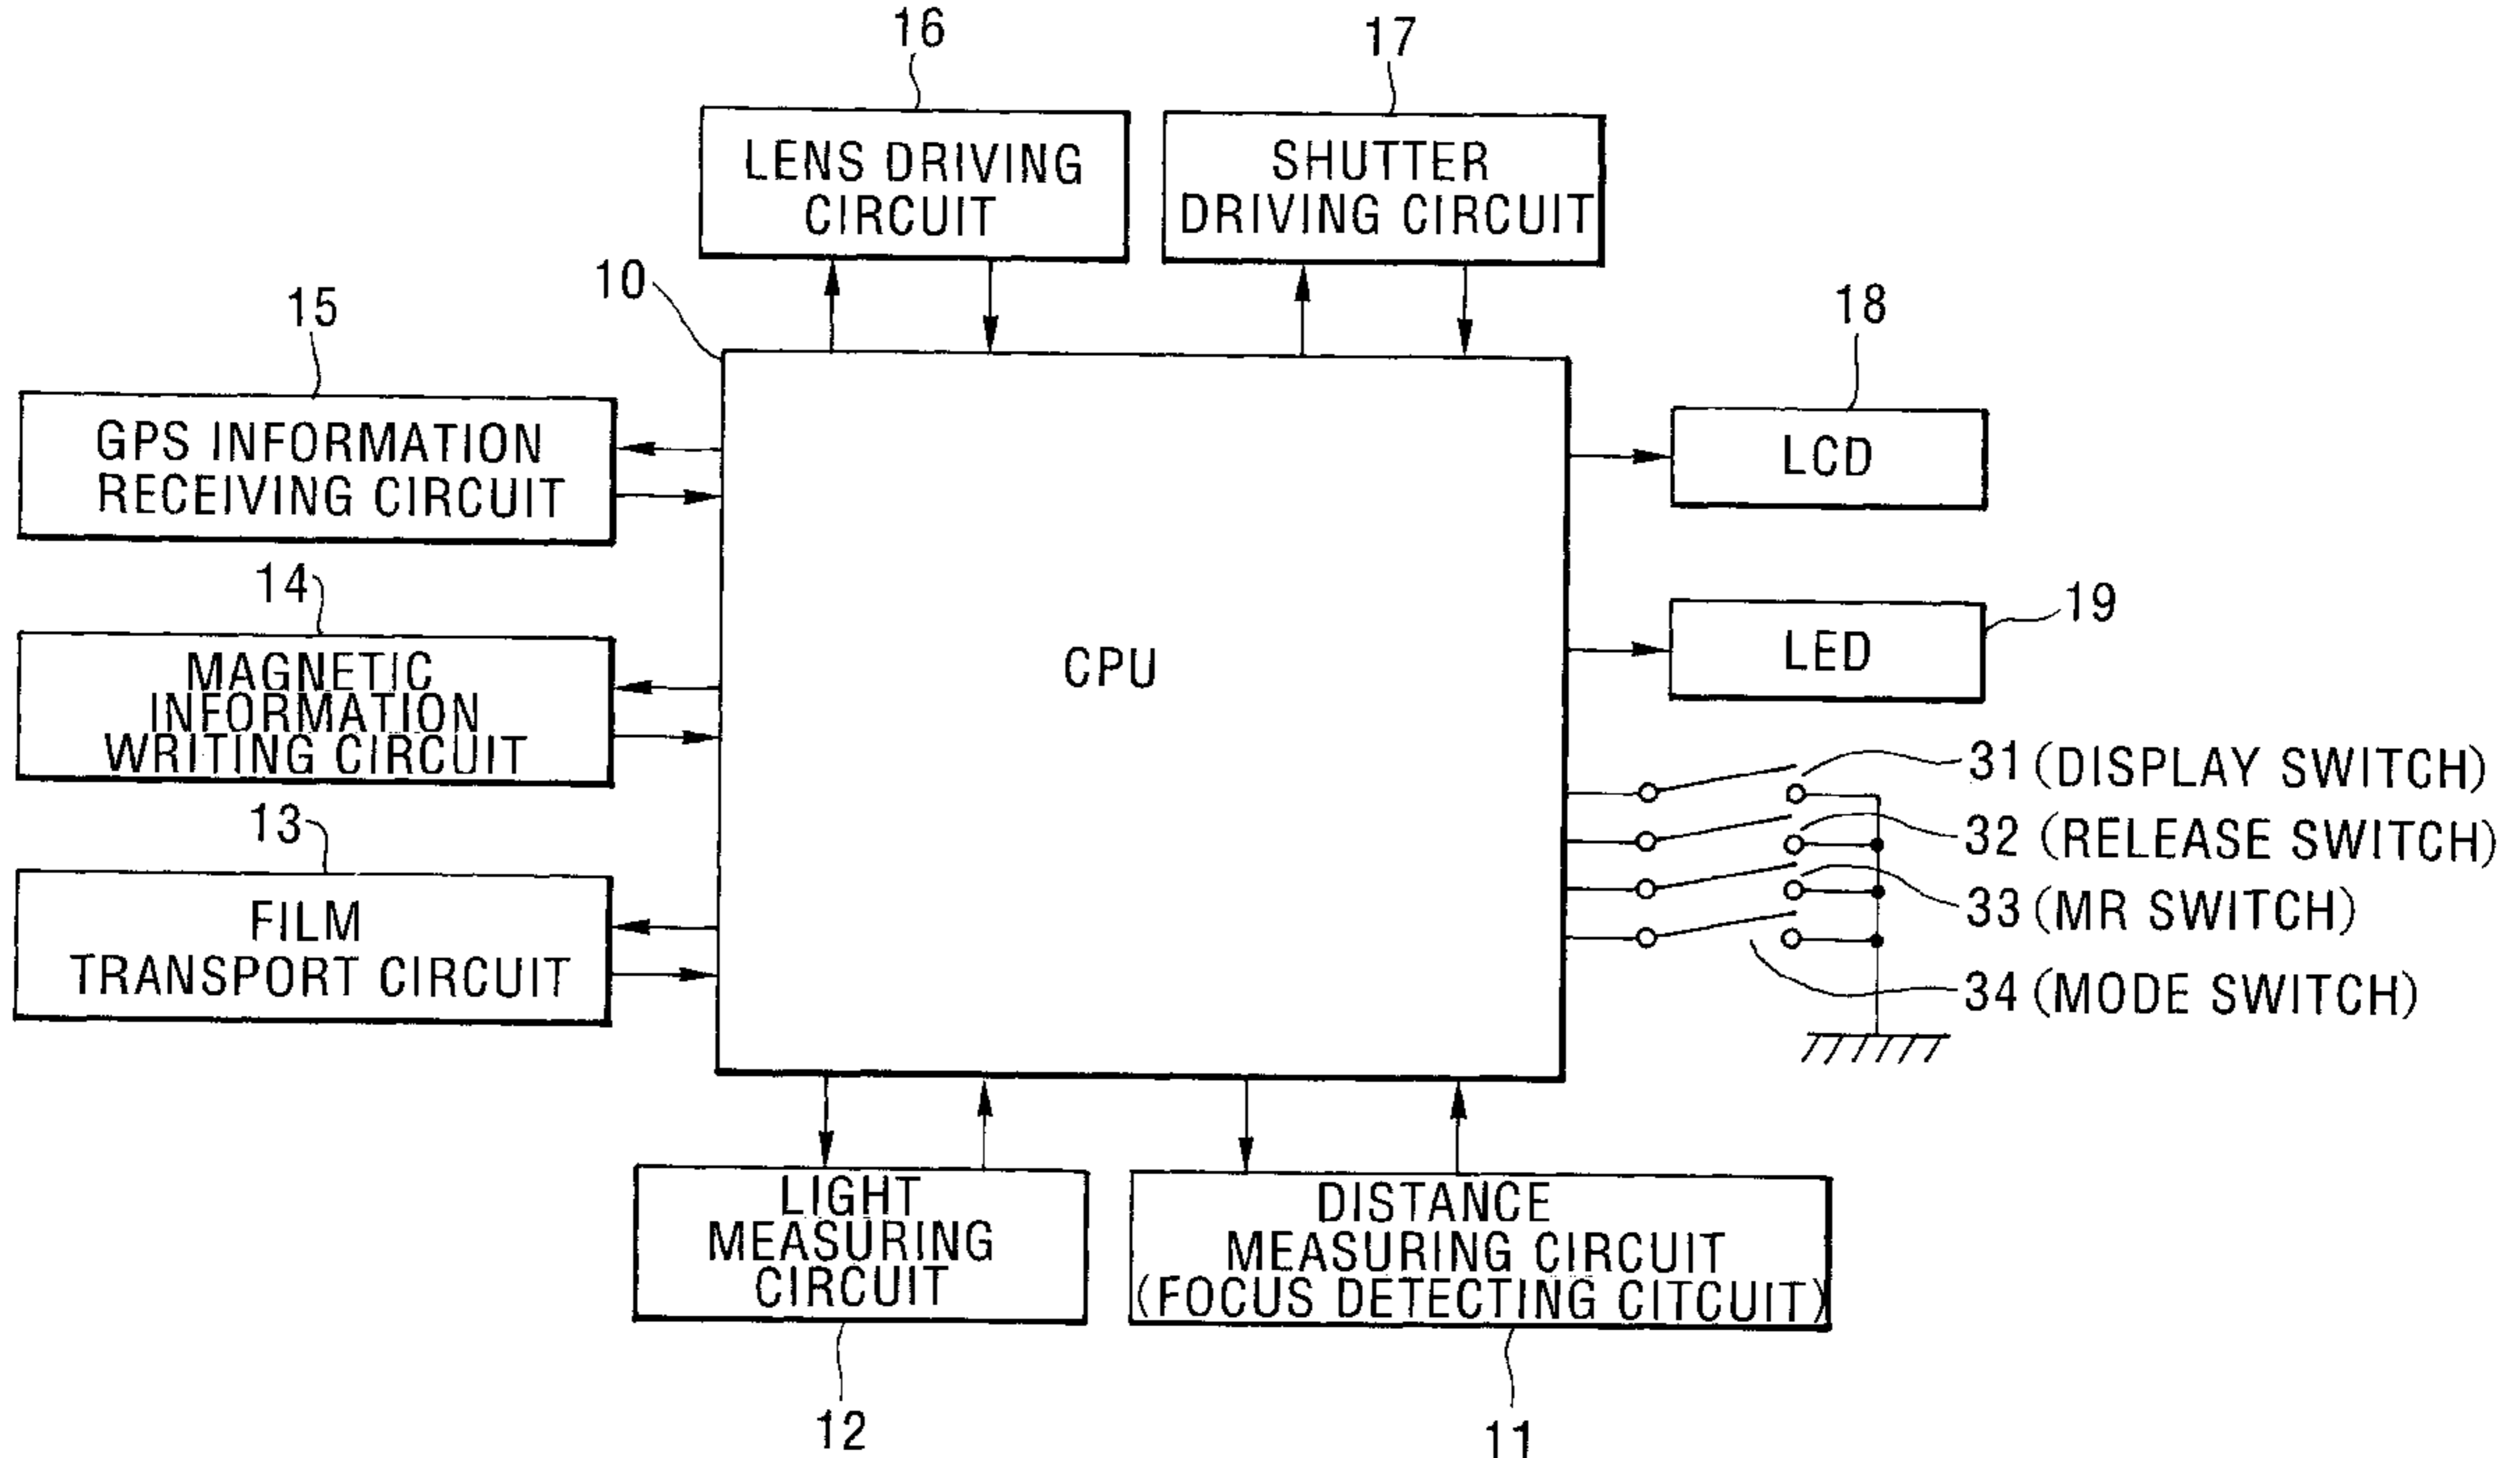 16
17
LENS DRIVING
CIRCUIT
SHUTTER
DRIVING CIRCUIT
10
15
18
GPS INFORMATION
RECEIVING CIRCUIT
LCD
14
19
MAGNETIC
INFORMATION
WRITING CIRCUIT
CPU
LED
13
31 (DISPLAY SWITCH)
32 (RELEASE SWITCH)
33 (MR SWITCH)
34 (MODE SWITCH)
FILM
TRANSPORT CIRCUIT
LIGHT
MEASURING
CIRCUIT
DISTANCE
MEASURING CIRCUIT
(FOCUS DETECTING CITCUIT)
12
11